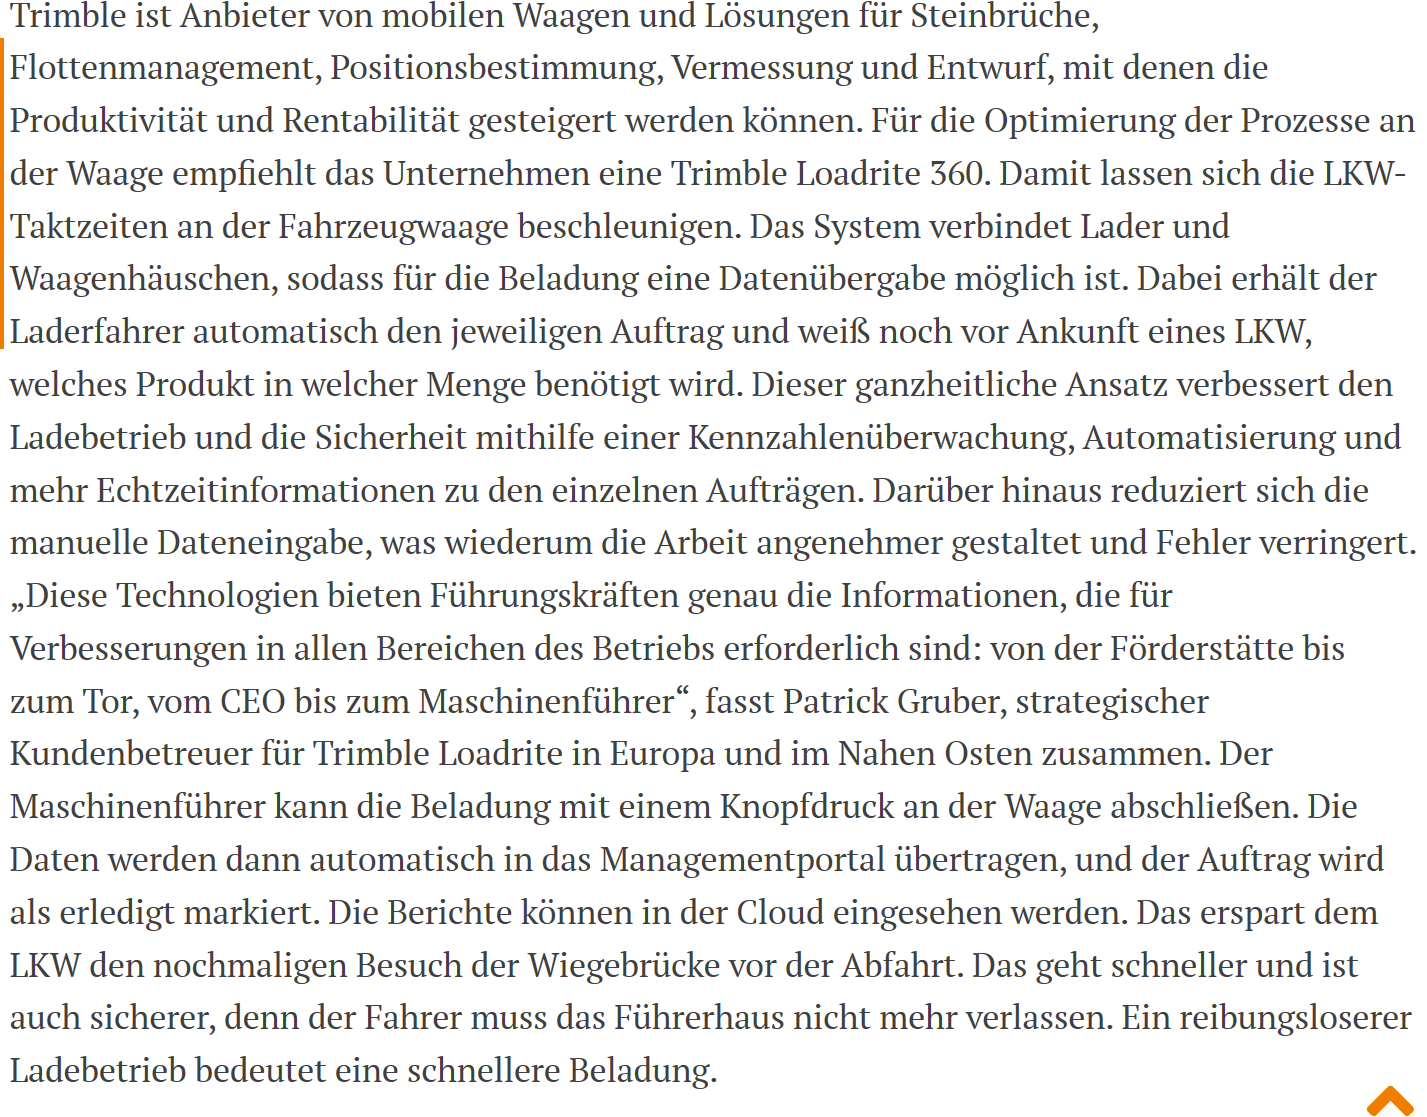 Trimble ist Anbieter von mobilen Waagen und Lösungen für Steinbrüche,
Flottenmanagement, Positionsbestimmung, Vermessung und Entwurf, mit denen die
Produktivität und Rentabilität gesteigert werden können. Für die Optimierung der Prozesse an
der Waage empfiehlt das Unternehmen eine Trimble Loadrite 360. Damit lassen sich die LKW-
Taktzeiten an der Fahrzeugwaage beschleunigen. Das System verbindet Lader und
Waagenhäuschen, sodass für die Beladung eine Datenübergabe möglich ist. Dabei erhält der
Laderfahrer automatisch den jeweiligen Auftrag und weiß noch vor Ankunft eines LKW,
welches Produkt in welcher Menge benötigt wird. Dieser ganzheitliche Ansatz verbessert den
Ladebetrieb und die Sicherheit mithilfe einer Kennzahlenüberwachung, Automatisierung und
mehr Echtzeitinformationen zu den einzelnen Aufträgen. Darüber hinaus reduziert sich die
manuelle Dateneingabe, was wiederum die Arbeit angenehmer gestaltet und Fehler verringert.
„Diese Technologien bieten Führungskräften genau die Informationen, die für
Verbesserungen in allen Bereichen des Betriebs erforderlich sind: von der Förderstätte bis
zum Tor, vom CEO bis zum Maschinenführer“, fasst Patrick Gruber, strategischer
Kundenbetreuer für Trimble Loadrite in Europa und im Nahen Osten zusammen. Der
Maschinenführer kann die Beladung mit einem Knopfdruck an der Waage abschließen. Die
Daten werden dann automatisch in das Managementportal übertragen, und der Auftrag wird
als erledigt markiert. Die Berichte können in der Cloud eingesehen werden. Das erspart dem
LKW den nochmaligen Besuch der Wiegebrücke vor der Abfahrt. Das geht schneller und ist
auch sicherer, denn der Fahrer muss das Führerhaus nicht mehr verlassen. Ein reibungsloserer
Ladebetrieb bedeutet eine schnellere Beladung.